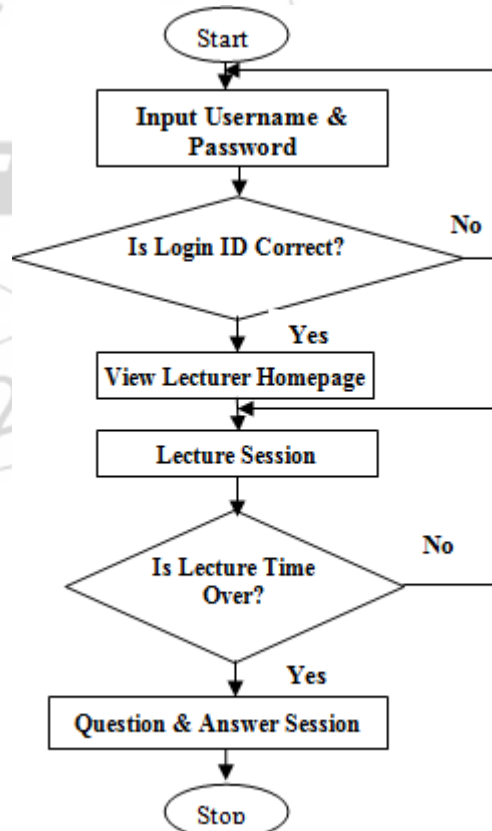 Start
Input Username &
Password
Is Login ID Correct?
No
Yes
View Lecturer Homepage
Lecture Session
Is Lecture Time
Over?
No
Yes
Question & Answer Session
Stop